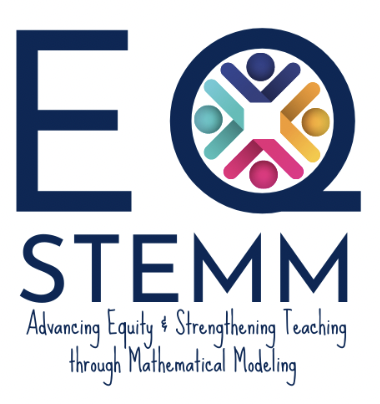 EQ
STEMM
Advancing Equity & Strengthening Teaching
through Mathematical Modeling